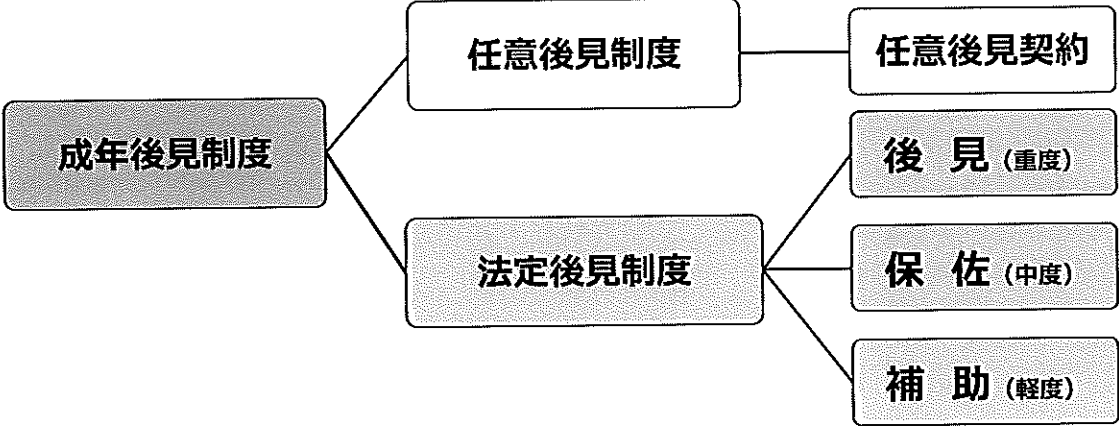 成年後見制度
任意後見制度
任意後見契約
法定後見制度
後 見 (重度)
保 佐 (中度)
補 助 (軽度)